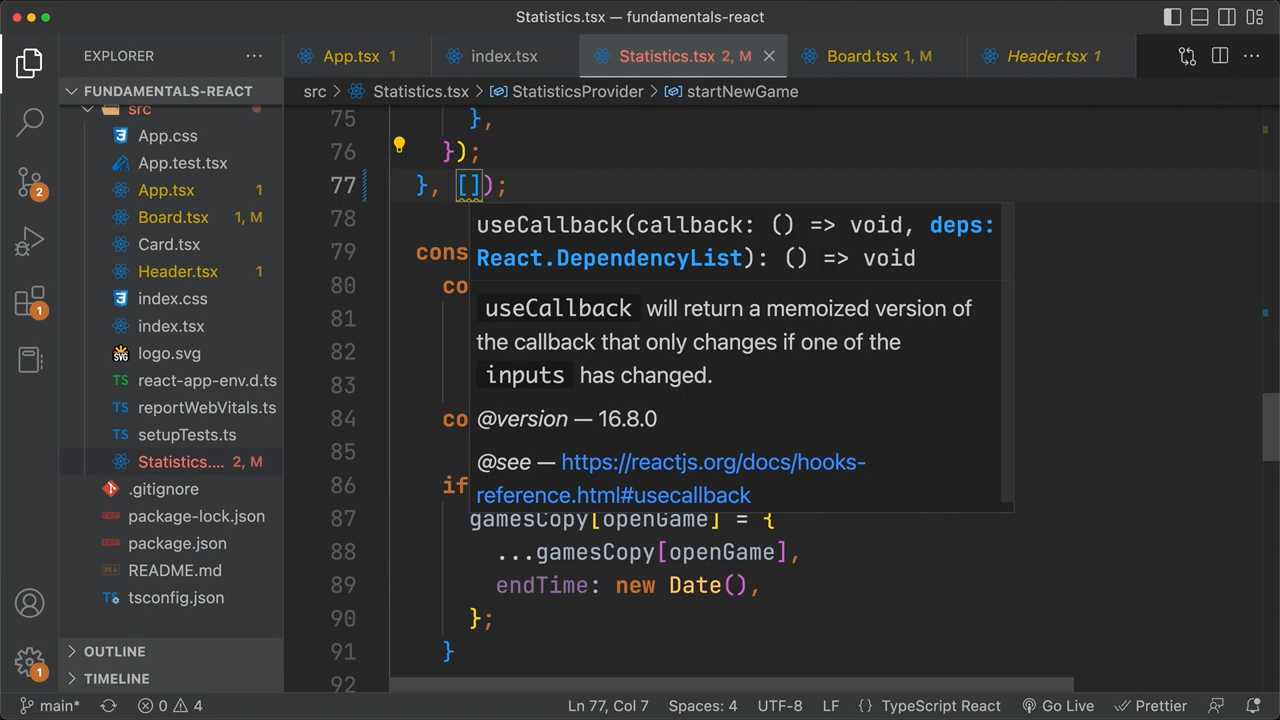 Statistics.tsx — fundamentals-react
EXPLORER
App.tsx 1
index.tsx
Statistics.tsx 2, M
Board.tsx 1, M
Header.tsx 1
FUNDAMENTALS-REACT
src > Statistics.tsx > StatisticsProvider > startNewGame
src
App.css
App.test.tsx
App.tsx 1
Board.tsx 1, M
Card.tsx
Header.tsx 1
index.css
index.tsx
logo.svg
react-app-env.d.ts
reportWebVitals.ts
setupTests.ts
Statistics.... 2, M
.gitignore
package-lock.json
package.json
README.md
tsconfig.json
OUTLINE
TIMELINE
75 },
76 });
77 }, []);
78
79 cons
80 co
81
82
83
84 co
85
86 if
87 gamesCopy[openGame] = {
88 ...gamesCopy[openGame],
89 endTime: new Date(),
90 };
91 }
92
useCallback(callback: () => void, deps:
React.DependencyList): () => void
useCallback will return a memoized version of
the callback that only changes if one of the
inputs has changed.
@version — 16.8.0
@see — https://reactjs.org/docs/hooks-
reference.html#usecallback
main* 0 4 Ln 77, Col 7 Spaces: 4 UTF-8 LF {} TypeScript React Go Live Prettier